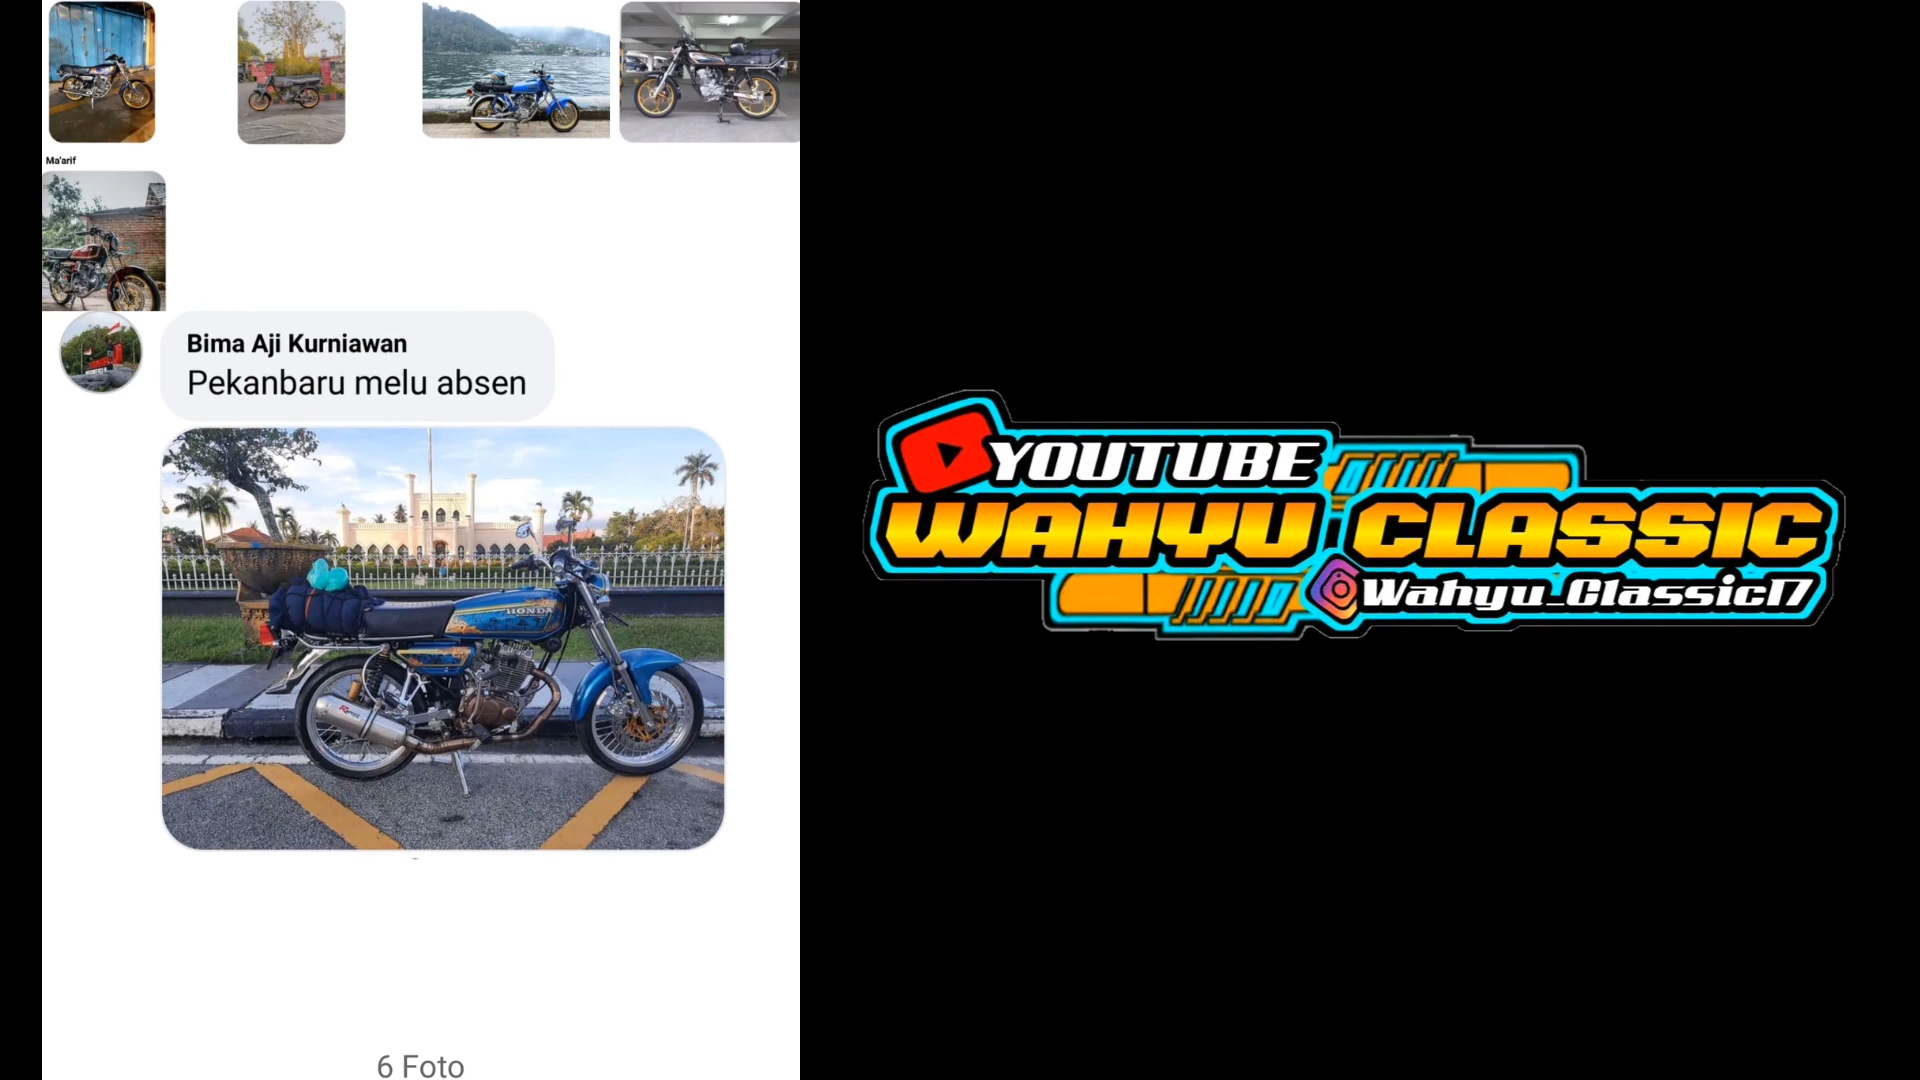 Ma'arif
Bima Aji Kurniawan
Pekanbaru melu absen
HONDA
6 Foto
YOUTUBE
WAHYU CLASSIC
Wahyu_Classic17